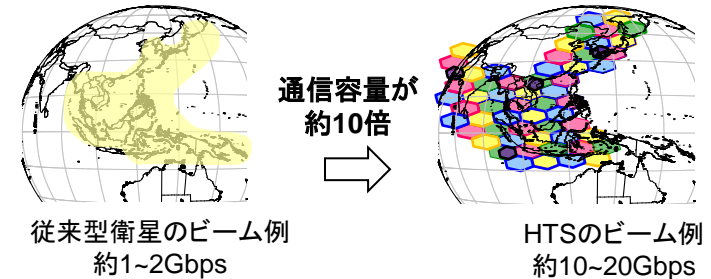 通信容量が
約10倍
従来型衛星のビーム例
約1~2Gbps
HTSのビーム例
約10~20Gbps